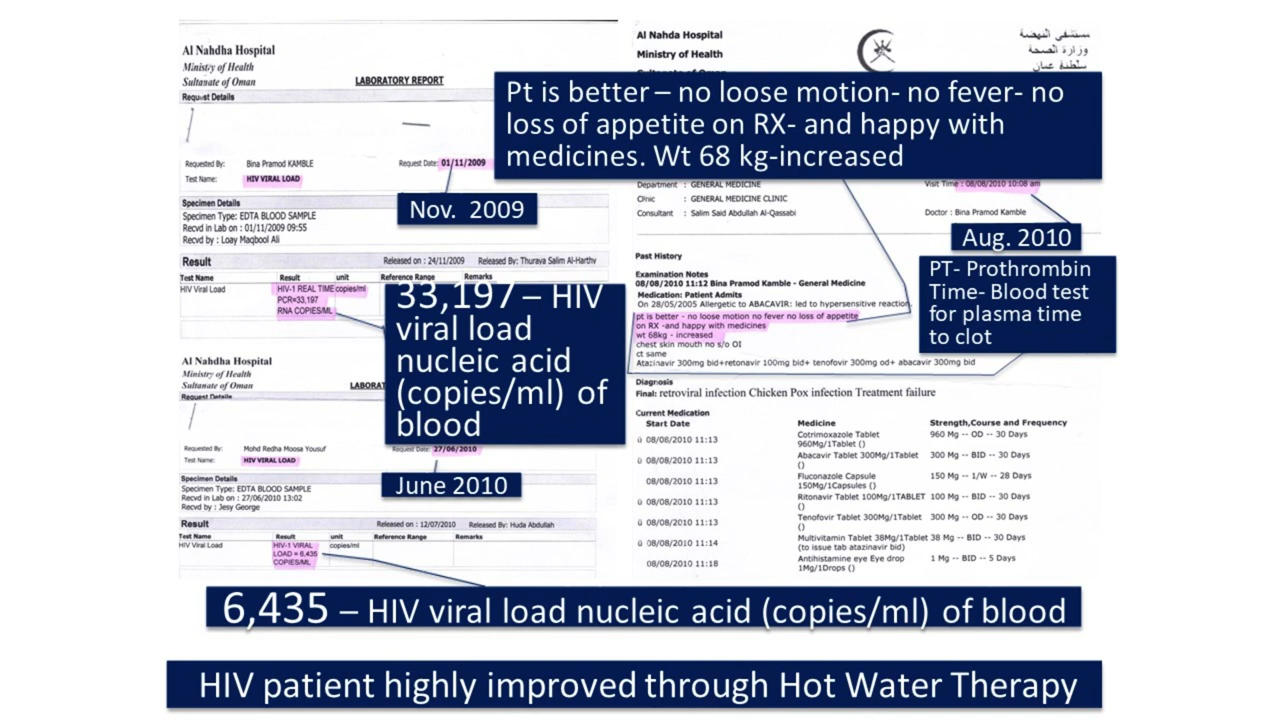 Al Nahdha Hospital
Ministry of Health
Sultanate of Oman
LABORATORY REPORT
Request Details
Requested By: Bina Pramod KAMBLE Request Date: 01/11/2009
Test Name: HIV VIRAL LOAD
Nov. 2009
Specimen Details
Specimen Type: EDTA BLOOD SAMPLE
Recvd in Lab on : 01/11/2009 09:55
Recvd by : Loay Maqbool Ali
Result Released on : 24/11/2009 Released By: Thuraya Salim Al-Harthy
Test Name Result unit Reference Range Remarks
HIV Viral Load HIV-1 REAL TIME copies/ml
PCR=33,197
RNA COPIES/ML
33,197 – HIV
viral load
nucleic acid
(copies/ml) of
blood
Al Nahdha Hospital
Ministry of Health
Sultanate of Oman
LABORAT
Request Details
Requested By: Mohd Redha Moosa Yousuf Request Date: 27/06/2010
Test Name: HIV VIRAL LOAD
June 2010
Specimen Details
Specimen Type: EDTA BLOOD SAMPLE
Recvd in Lab on : 27/06/2010 13:02
Recvd by : Jesy George
Result Released on : 12/07/2010 Released By: Huda Abdullah
Test Name Result unit Reference Range Remarks
HIV Viral Load HIV-1 VIRAL copies/ml
LOAD = 6,435
COPIES/ML
Al Nahda Hospital
Ministry of Health
مستشفى النهضة
وزارة الصحة
سلطنة عمان
Pt is better – no loose motion- no fever- no
loss of appetite on RX- and happy with
medicines. Wt 68 kg-increased
Department : GENERAL MEDICINE Visit Time : 08/08/2010 10:08 am
Clinic : GENERAL MEDICINE CLINIC
Consultant : Salim Said Abdullah Al-Qassabi Doctor : Bina Pramod Kamble
Aug. 2010
PT- Prothrombin
Time- Blood test
for plasma time
to clot
Past History
Examination Notes
08/08/2010 11:12 Bina Pramod Kamble - General Medicine
Medication: Patient Admits
On 28/05/2005 Allergetic to ABACAVIR: led to hypersensitive reaction,
pt is better - no loose motion no fever no loss of appetite
on RX -and happy with medicines
wt 68kg - increased
chest skin mouth no s/o OI
ct same
Atazinavir 300mg bid+retonavir 100mg bid+ tenofovir 300mg od+ abacavir 300mg bid
Diagnosis
Final: retroviral infection Chicken Pox infection Treatment failure
Current Medication
Start Date Medicine Strength,Course and Frequency
ü 08/08/2010 11:13 Cotrimoxazole Tablet 960 Mg -- OD -- 30 Days
960Mg/1Tablet ()
ü 08/08/2010 11:13 Abacavir Tablet 300Mg/1Tablet 300 Mg -- BID -- 30 Days
()
08/08/2010 11:13 Fluconazole Capsule 150 Mg -- 1/W -- 28 Days
150Mg/1Capsules ()
ü 08/08/2010 11:13 Ritonavir Tablet 100Mg/1TABLET 100 Mg -- BID -- 30 Days
()
ü 08/08/2010 11:13 Tenofovir Tablet 300Mg/1Tablet 300 Mg -- OD -- 30 Days
()
ü 08/08/2010 11:14 Multivitamin Tablet 38Mg/1Tablet 38 Mg -- BID -- 30 Days
(to issue tab atazinavir bid)
08/08/2010 11:18 Antihistamine eye Eye drop 1 Mg -- BID -- 5 Days
1Mg/1Drops ()
6,435 – HIV viral load nucleic acid (copies/ml) of blood
HIV patient highly improved through Hot Water Therapy